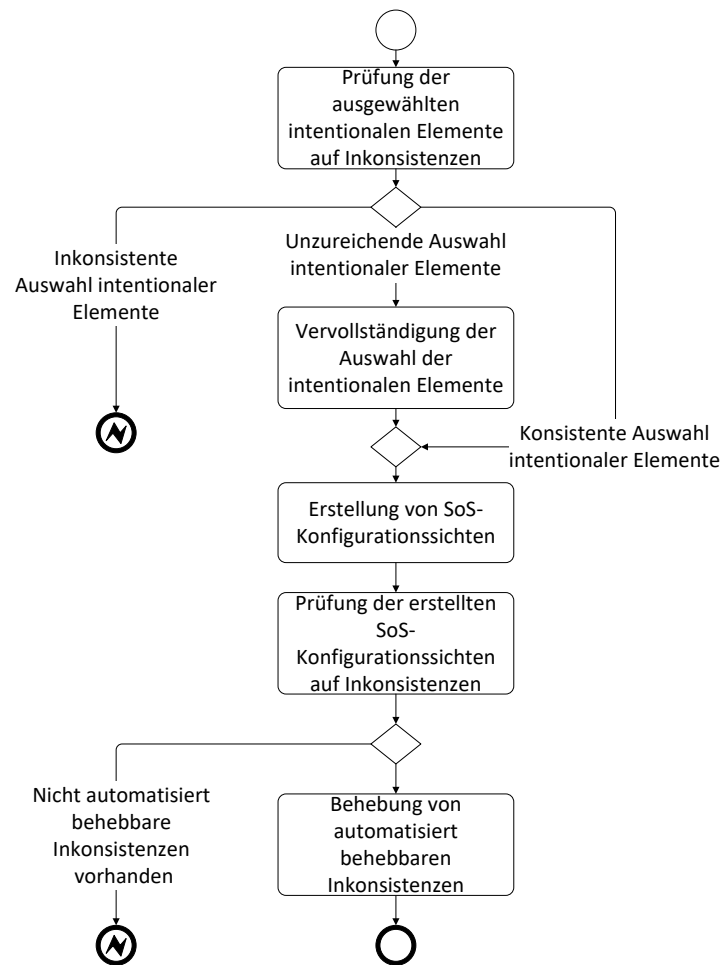 Prüfung der
ausgewählten
intentionalen Elemente
auf Inkonsistenzen
Inkonsistente
Auswahl intentionaler
Elemente
Unzureichende Auswahl
intentionaler Elemente
Vervollständigung der
Auswahl der
intentionalen Elemente
Konsistente Auswahl
intentionaler Elemente
Erstellung von SoS-
Konfigurationssichten
Prüfung der erstellten
SoS-
Konfigurationssichten
auf Inkonsistenzen
Nicht automatisiert
behebbare
Inkonsistenzen
vorhanden
Behebung von
automatisiert
behebbaren
Inkonsistenzen